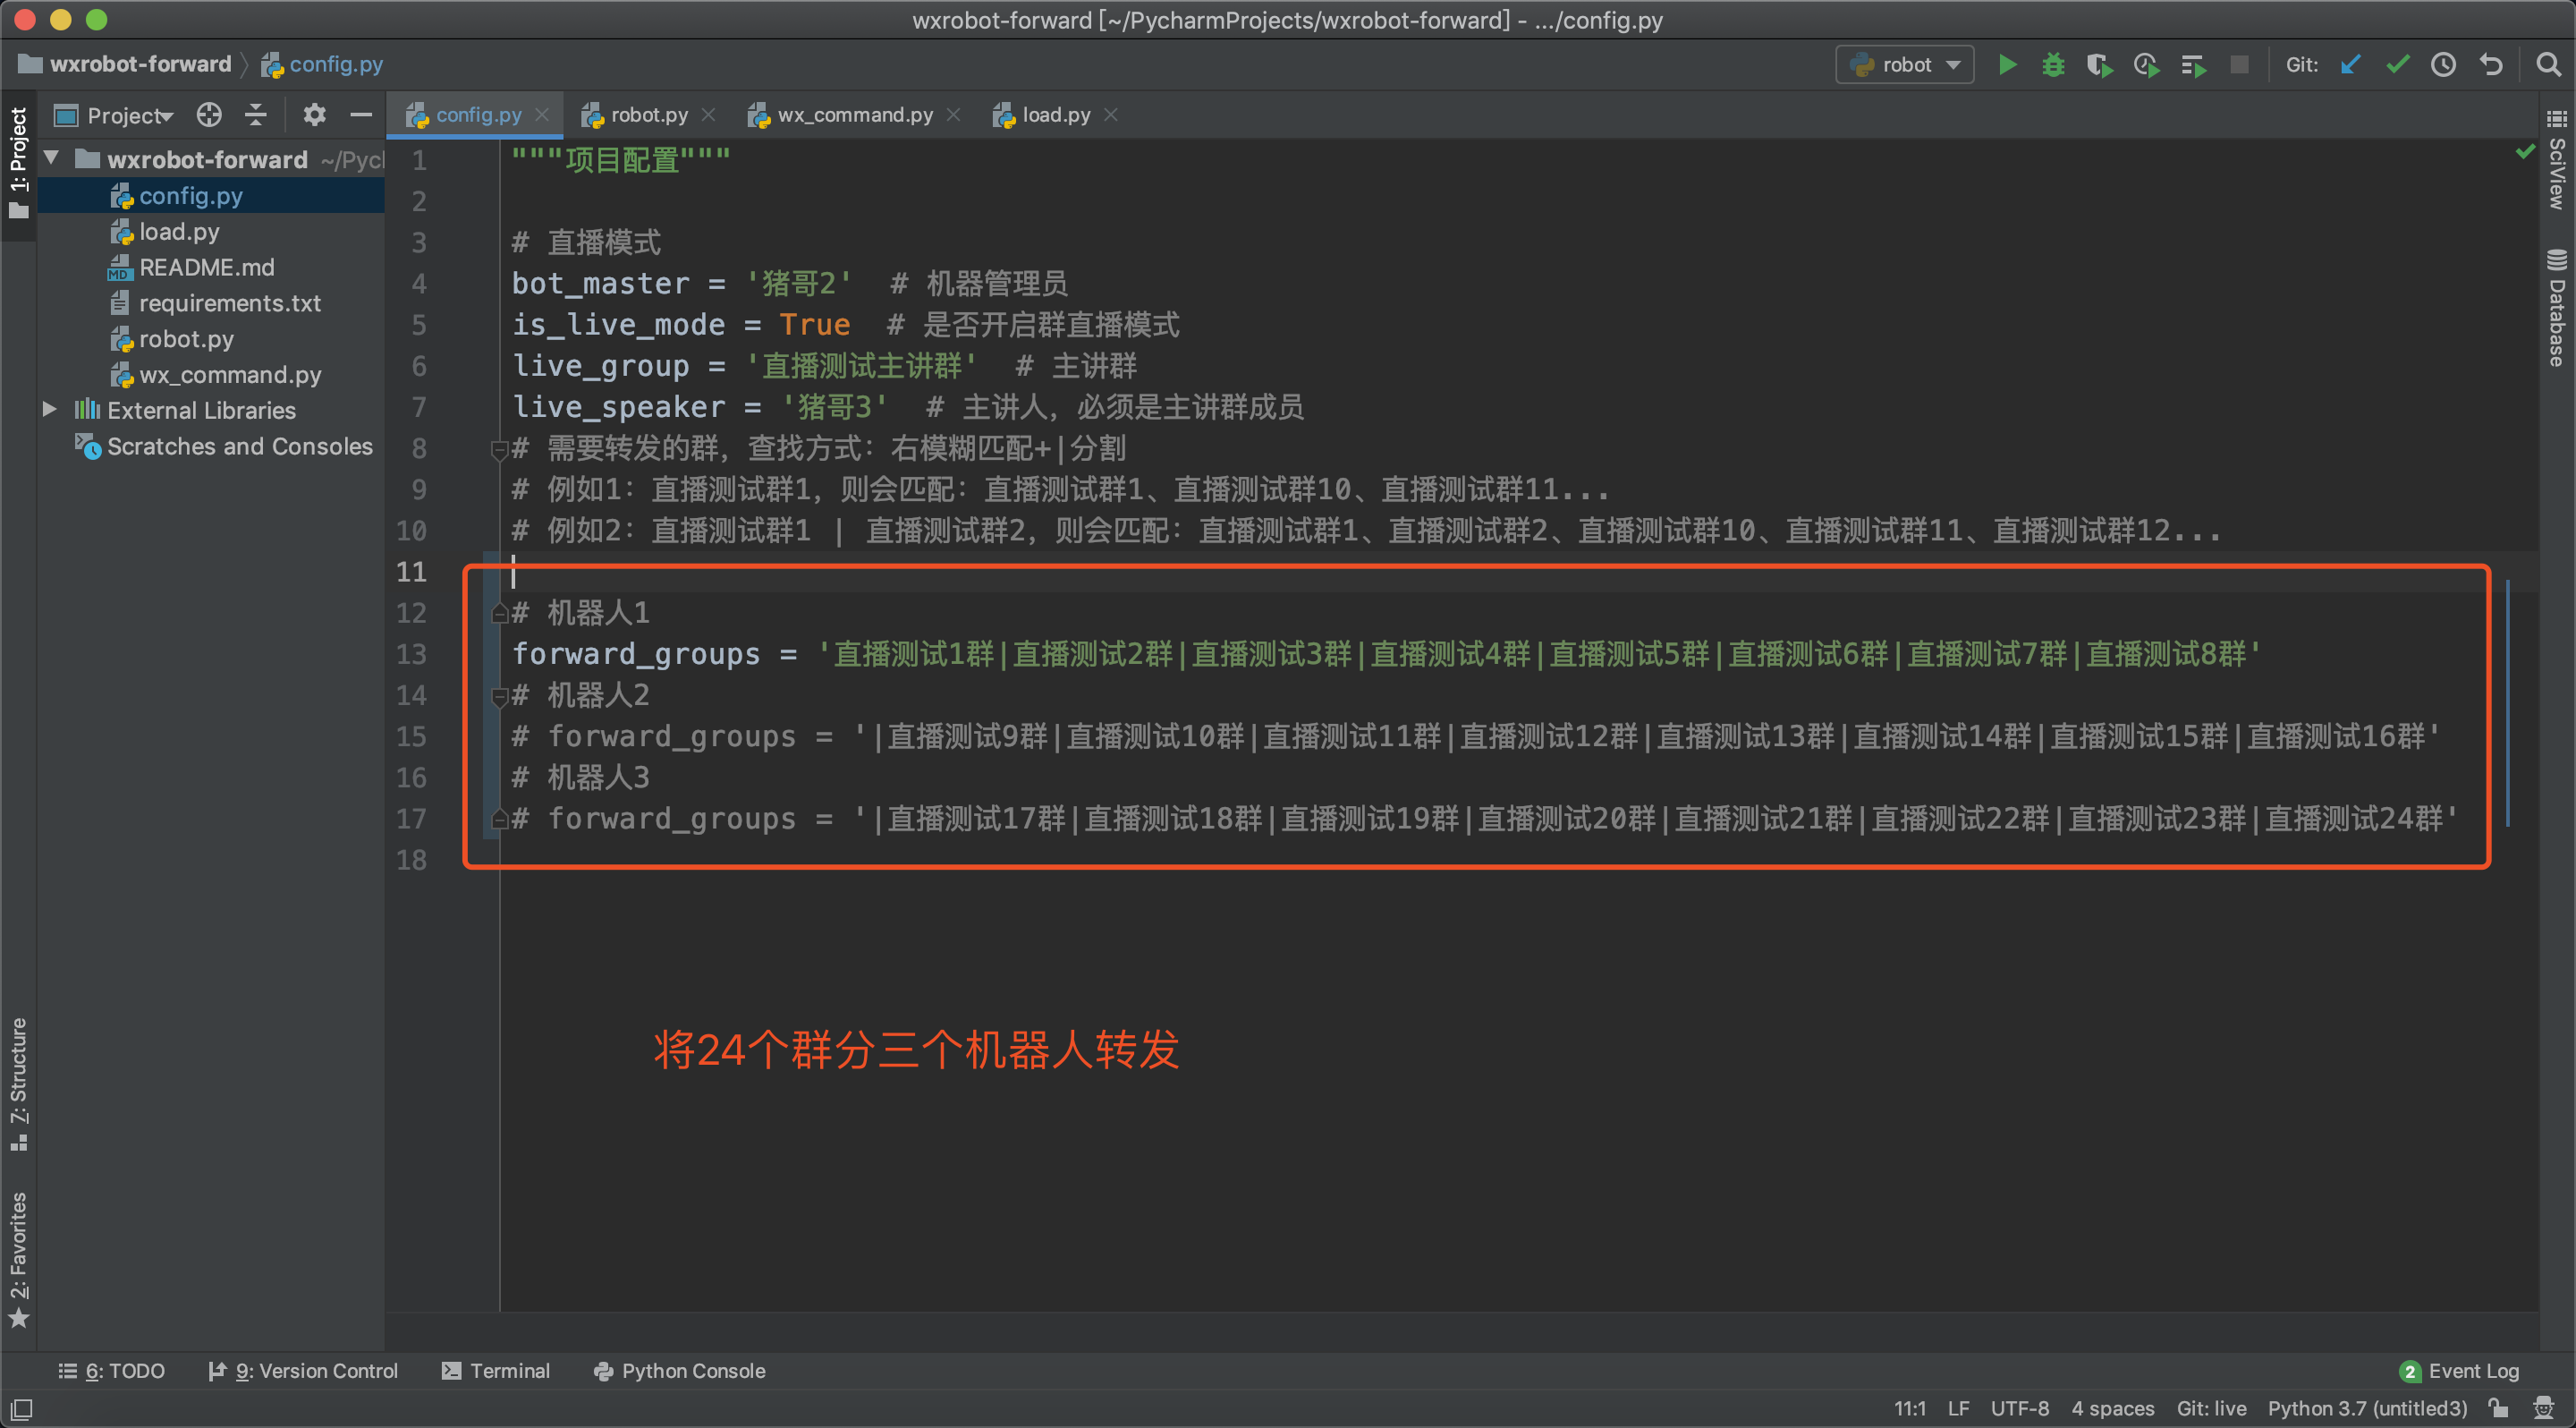 wxrobot-forward [~/PycharmProjects/wxrobot-forward] - .../config.py
wxrobot-forward
config.py
robot
Git:
1: Project
Project
config.py
robot.py
wx_command.py
load.py
wxrobot-forward ~/Pycl
config.py
load.py
README.md
requirements.txt
robot.py
wx_command.py
External Libraries
Scratches and Consoles
1 """项目配置"""
2
3 # 直播模式
4 bot_master = '猪哥2'  # 机器管理员
5 is_live_mode = True  # 是否开启群直播模式
6 live_group = '直播测试主讲群'  # 主讲群
7 live_speaker = '猪哥3'  # 主讲人，必须是主讲群成员
8 # 需要转发的群，查找方式：右模糊匹配+|分割
9 # 例如1：直播测试群1，则会匹配：直播测试群1、直播测试群10、直播测试群11...
10 # 例如2：直播测试群1 | 直播测试群2，则会匹配：直播测试群1、直播测试群2、直播测试群10、直播测试群11、直播测试群12...
11
12 # 机器人1
13 forward_groups = '直播测试1群|直播测试2群|直播测试3群|直播测试4群|直播测试5群|直播测试6群|直播测试7群|直播测试8群'
14 # 机器人2
15 # forward_groups = '|直播测试9群|直播测试10群|直播测试11群|直播测试12群|直播测试13群|直播测试14群|直播测试15群|直播测试16群'
16 # 机器人3
17 # forward_groups = '|直播测试17群|直播测试18群|直播测试19群|直播测试20群|直播测试21群|直播测试22群|直播测试23群|直播测试24群'
18
将24个群分三个机器人转发
SciView
Database
7: Structure
2: Favorites
6: TODO
9: Version Control
Terminal
Python Console
2 Event Log
11:1 LF UTF-8 4 spaces Git: live Python 3.7 (untitled3)